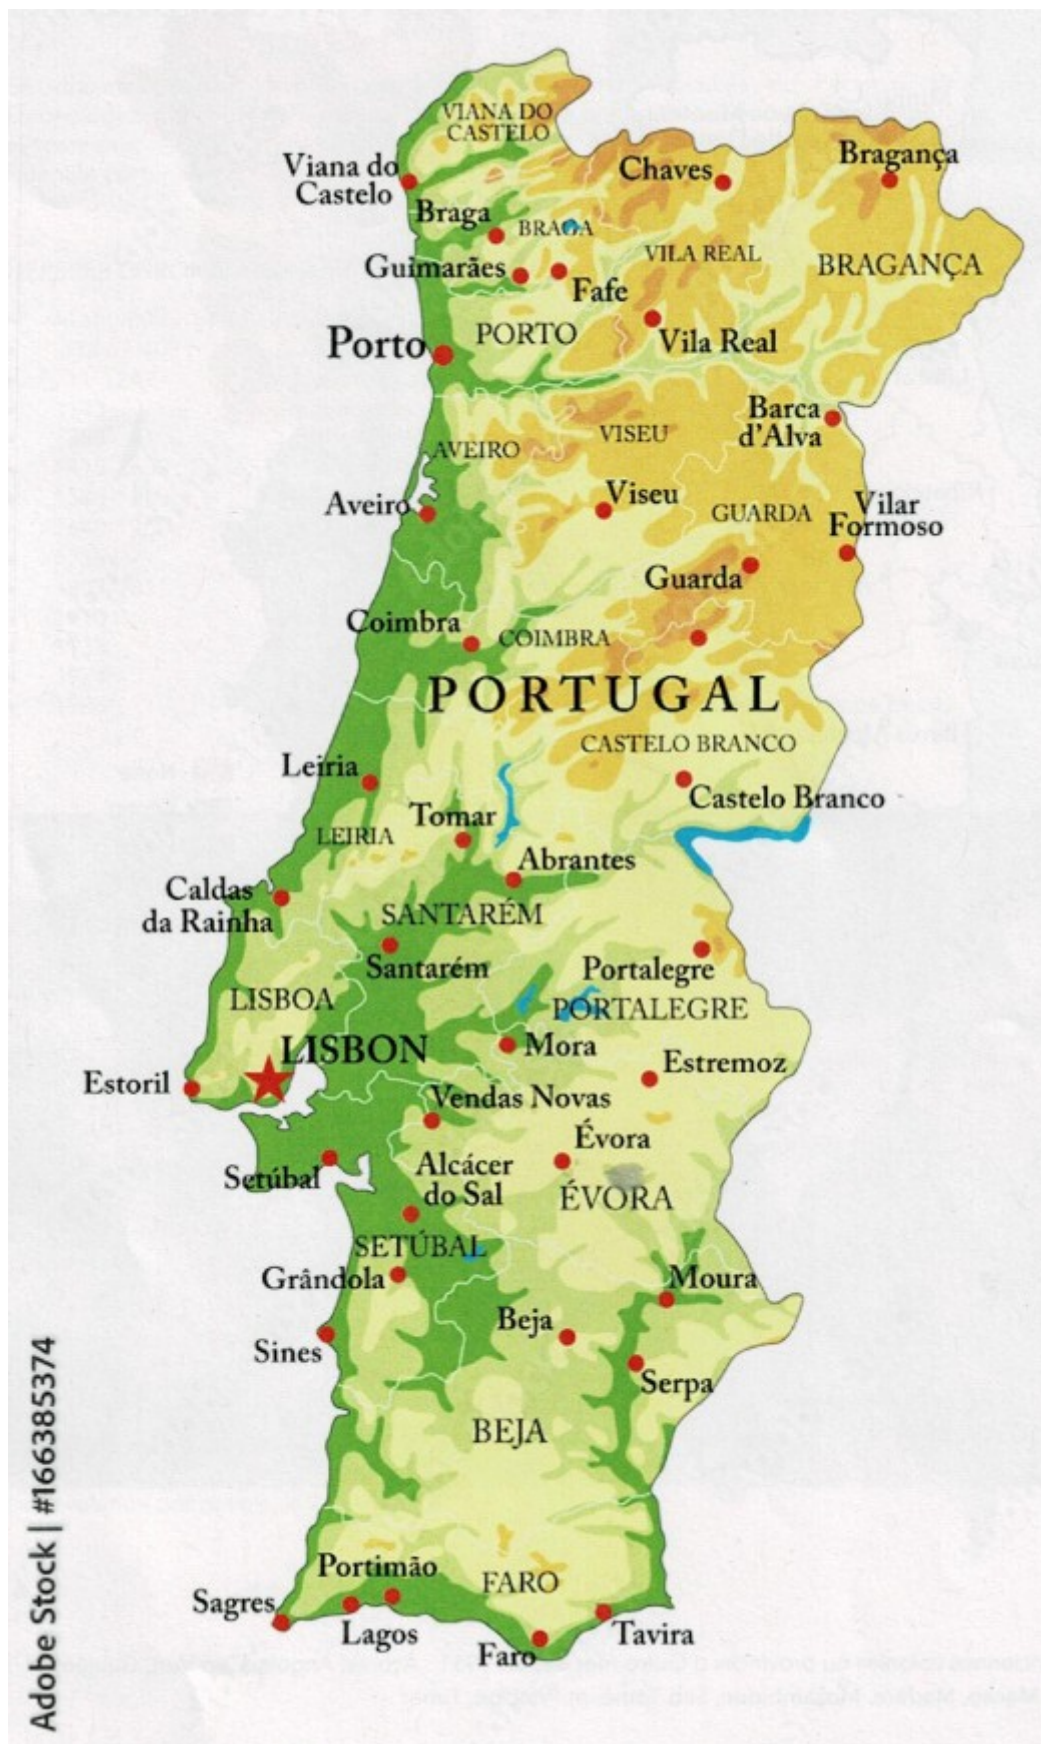 VIANA DO
CASTELO
Viana do
Castelo
Chaves
Bragança
Braga
BRAGA
VILA REAL
BRAGANÇA
Guimarães
Fafe
Porto
PORTO
Vila Real
Barca
d'Alva
VISEU
AVEIRO
Viseu
Aveiro
GUARDA
Vilar
Formoso
Guarda
Coimbra
COIMBRA
PORTUGAL
CASTELO BRANCO
Leiria
Castelo Branco
Tomar
LEIRIA
Abrantes
Caldas
da Rainha
SANTARÉM
Santarém
Portalegre
LISBOA
PORTALEGRE
LISBON
Mora
Estremoz
Estoril
Vendas Novas
Évora
Setúbal
Alcácer
do Sal
ÉVORA
SETÚBAL
Grândola
Moura
Beja
Sines
Serpa
BEJA
Portimão
FARO
Sagres
Lagos
Faro
Tavira
Adobe Stock | #166385374